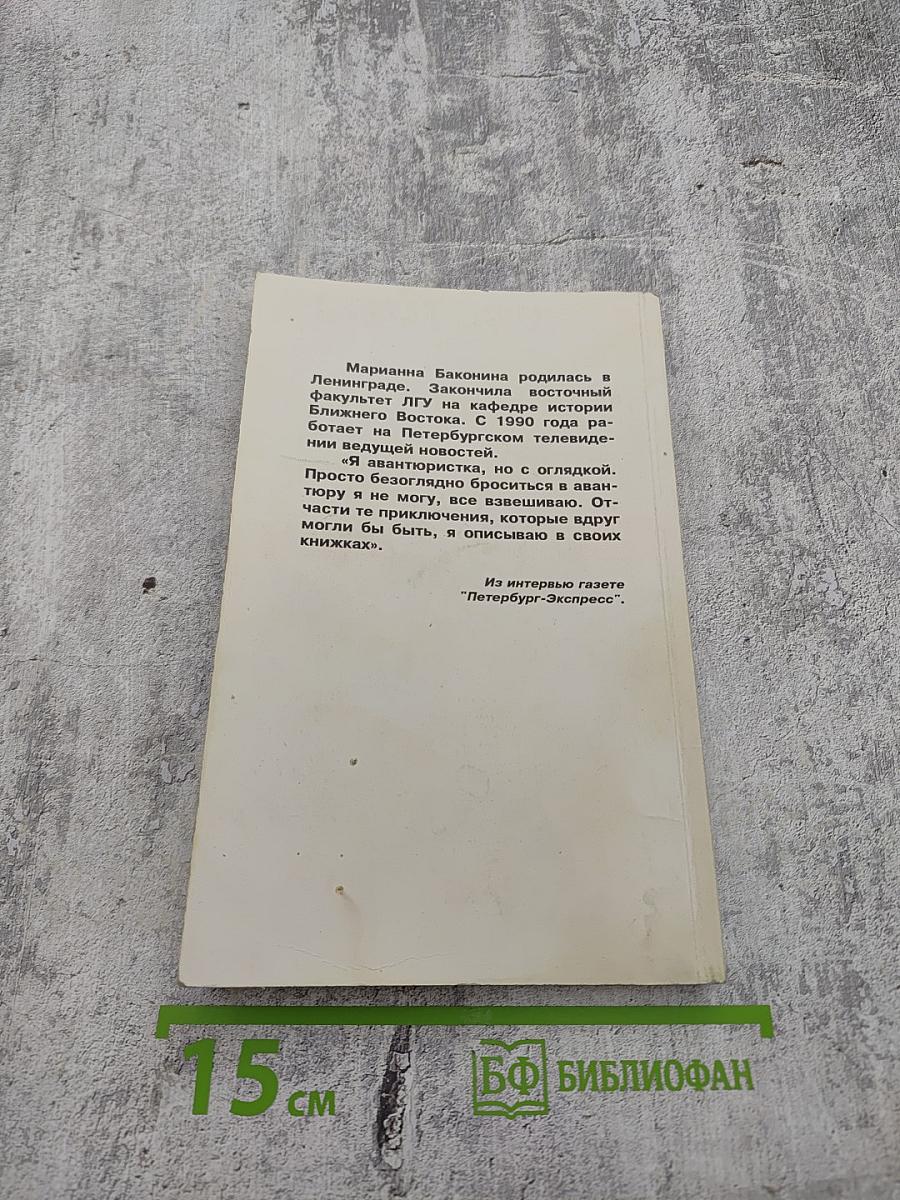 Марианна Баконина родилась в
Ленинграде. Закончила восточный
факультет ЛГУ на кафедре истории
Ближнего Востока. С 1990 года ра-
ботает на Петербургском телевиде-
нии ведущей новостей.
«Я авантюристка, но с оглядкой.
Просто безоглядно броситься в аван-
тюру я не могу, все взвешиваю. От-
части те приключения, которые вдруг
могли бы быть, я описываю в своих
книжках».
Из интервью газете
"Петербург-Экспресс".
15 см
БФ БИБЛИОФАН